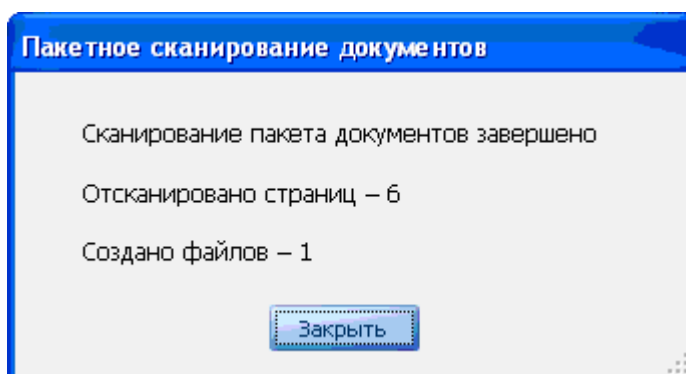 Пакетное сканирование документов
Сканирование пакета документов завершено
Отсканировано страниц – 6
Создано файлов – 1
Закрыть